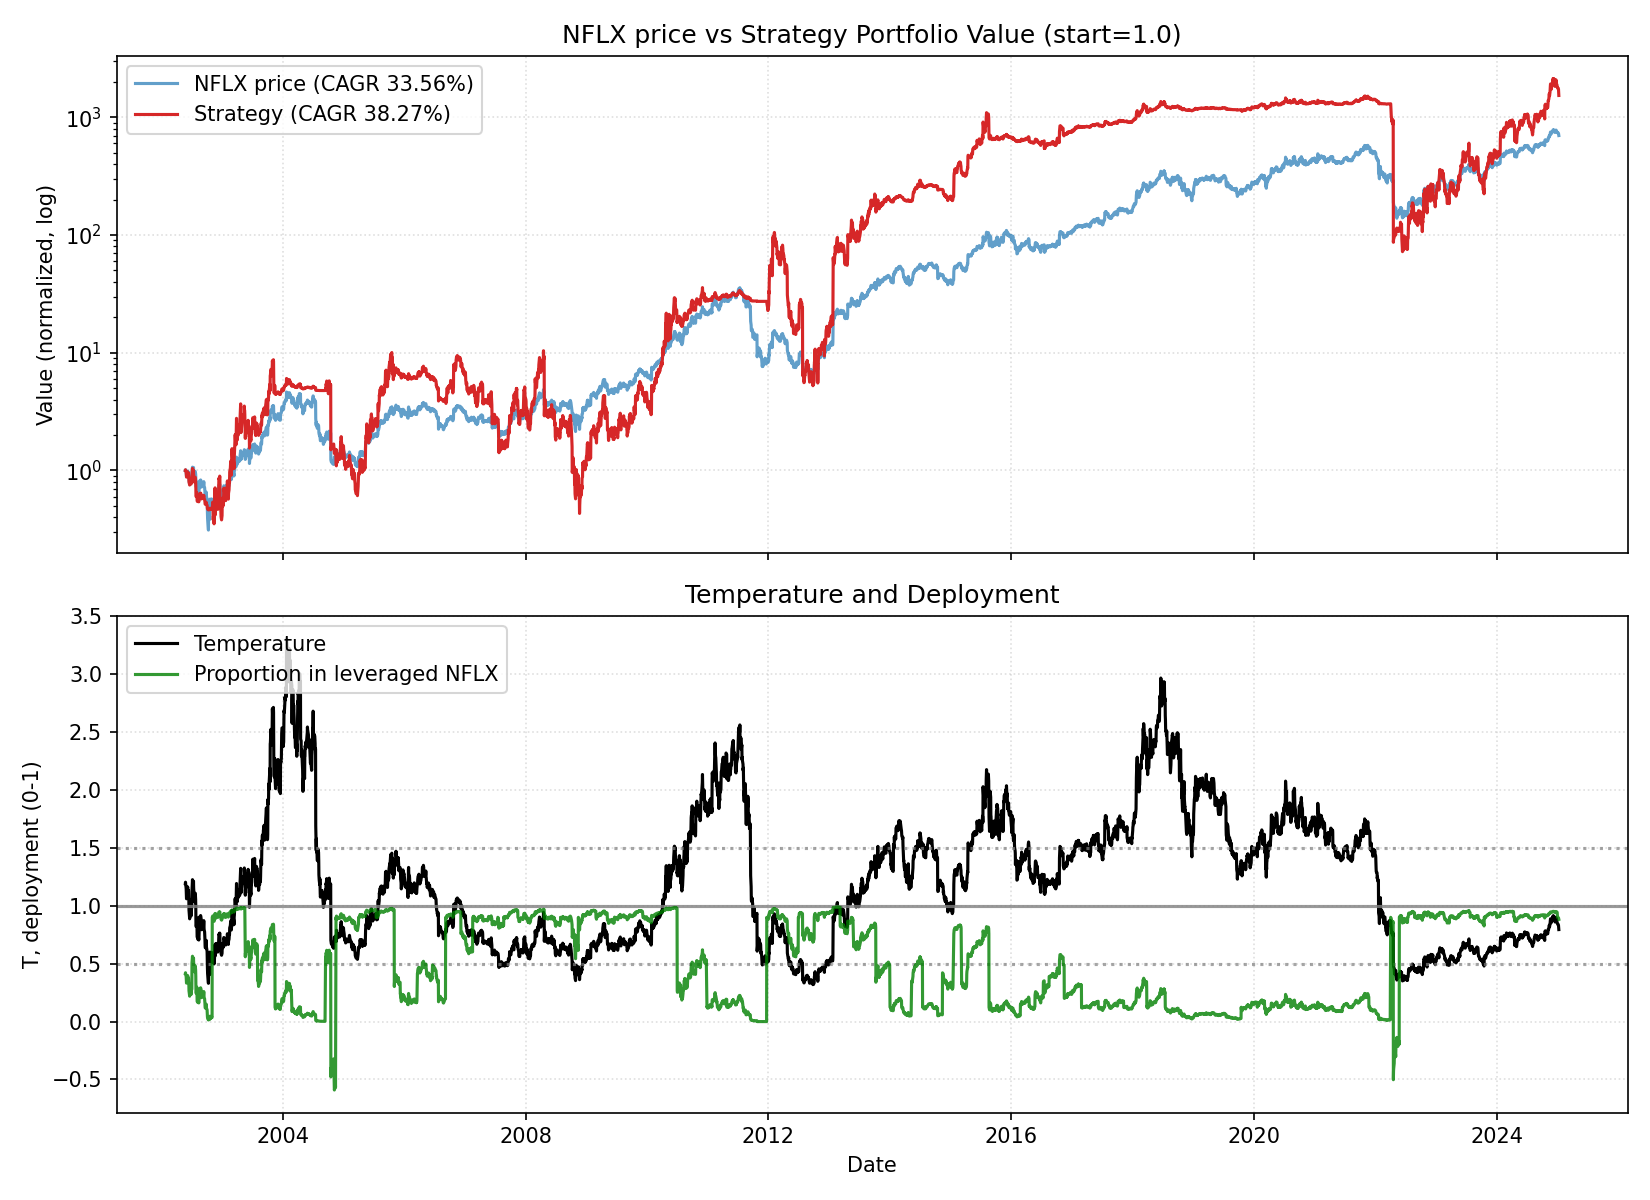 NFLX price vs Strategy Portfolio Value (start=1.0)
NFLX price (CAGR 33.56%)
Strategy (CAGR 38.27%)
Value (normalized, log)
10³
10²
10¹
10⁰
Temperature and Deployment
Temperature
Proportion in leveraged NFLX
T, deployment (0-1)
3.5
3.0
2.5
2.0
1.5
1.0
0.5
0.0
−0.5
2004 2008 2012 2016 2020 2024
Date